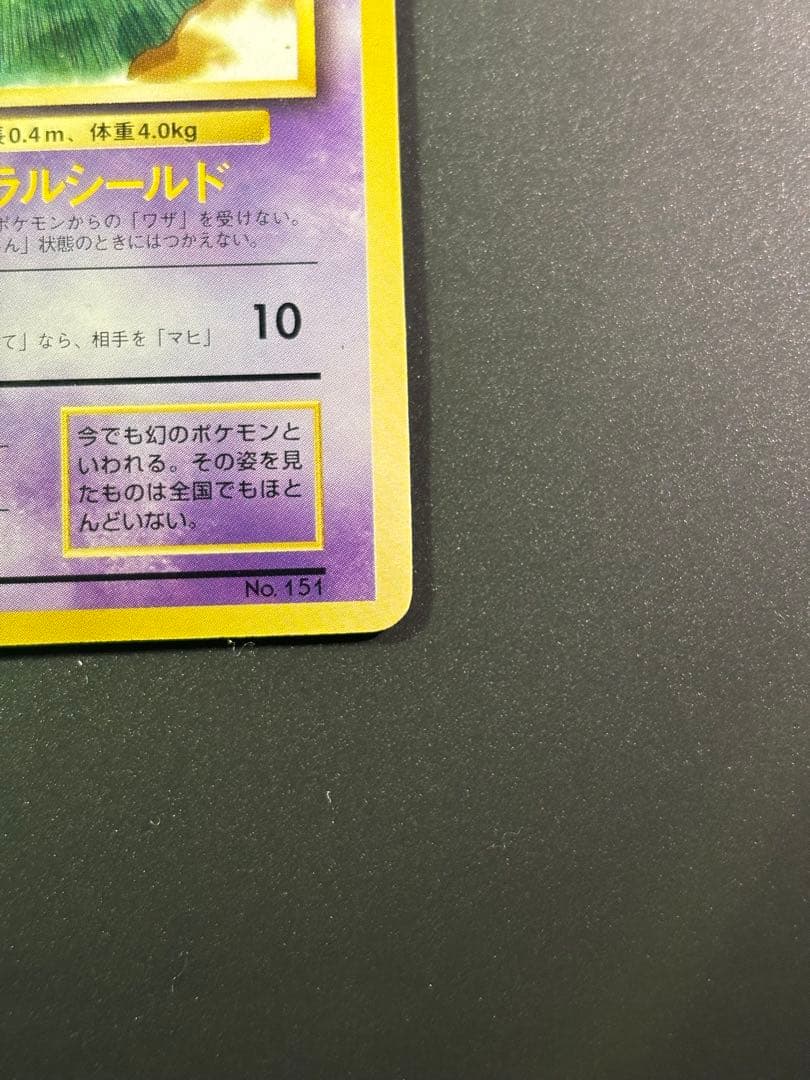 長0.4m、体重4.0kg
ラルシールド
ポケモンからの「ワザ」を受けない。
ん」状態のときにはつかえない。
10
て」なら、相手を「マヒ」
今でも幻のポケモンと
いわれる。その姿を見
たものは全国でもほと
んどいない。
No. 151